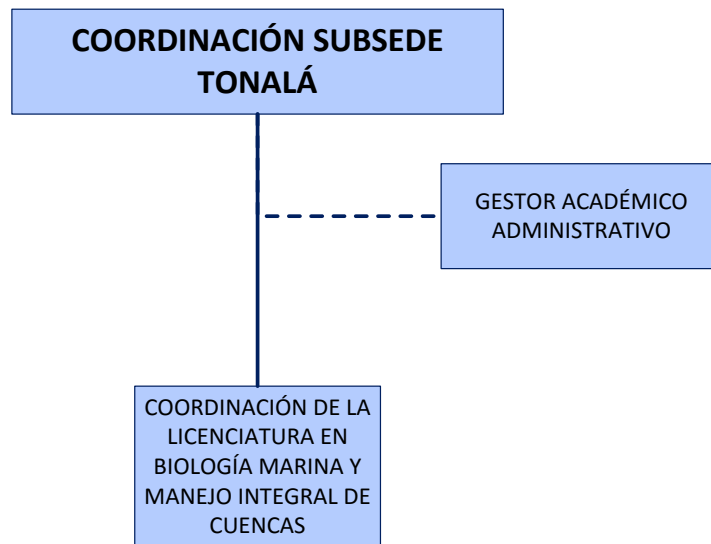 COORDINACIÓN SUBSEDE
TONALÁ
GESTOR ACADÉMICO
ADMINISTRATIVO
COORDINACIÓN DE LA
LICENCIATURA EN
BIOLOGÍA MARINA Y
MANEJO INTEGRAL DE
CUENCAS